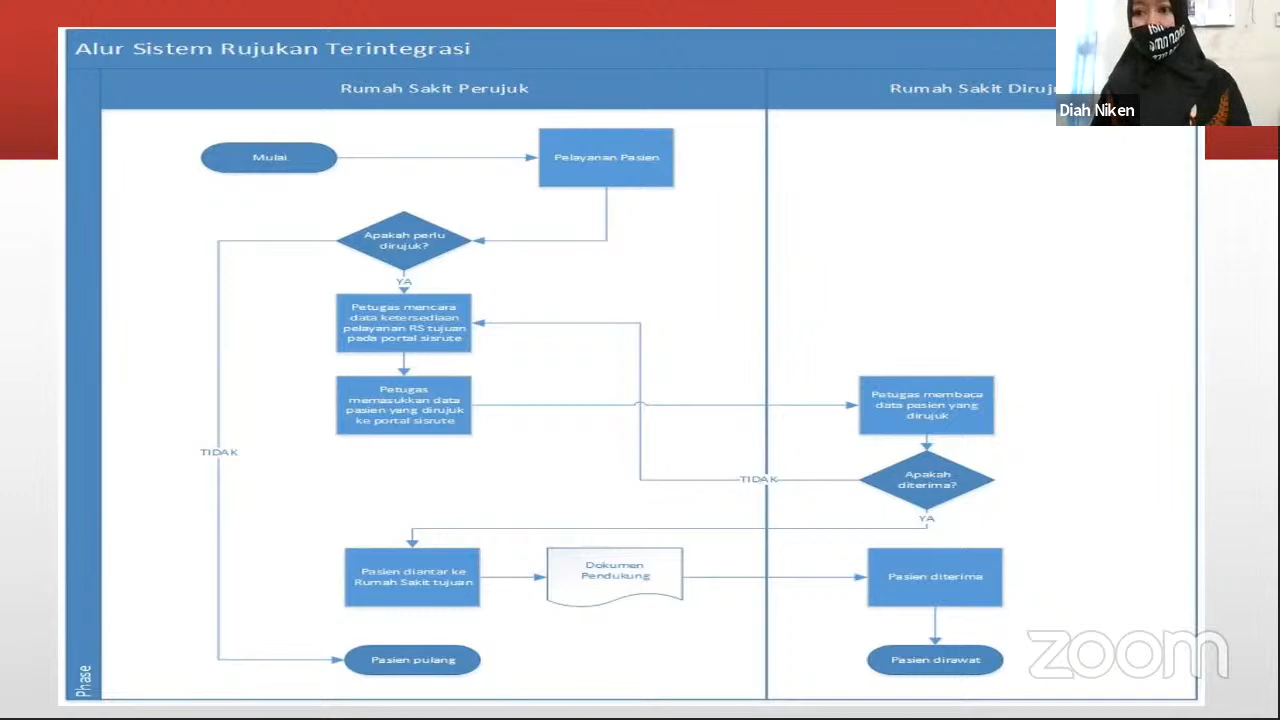 Alur Sistem Rujukan Terintegrasi
Rumah Sakit Perujuk
Rumah Sakit
Diah Niken
Mulai
Pelayanan Pasien
Apakah perlu
dirujuk?
YA
Petugas mencara
data ketersediaan
pelayanan RS tujuan
pada portal sisrute
Petugas
memasukkan data
pasien yang dirujuk
ke portal sisrute
Petugas membaca
data pasien yang
dirujuk
TIDAK
Apakah
diterima?
TIDAK
YA
Pasien diantar ke
Rumah Sakit tujuan
Dokumen
Pendukung
Pasien diterima
Pasien pulang
Pasien dirawat
Phase
zoom